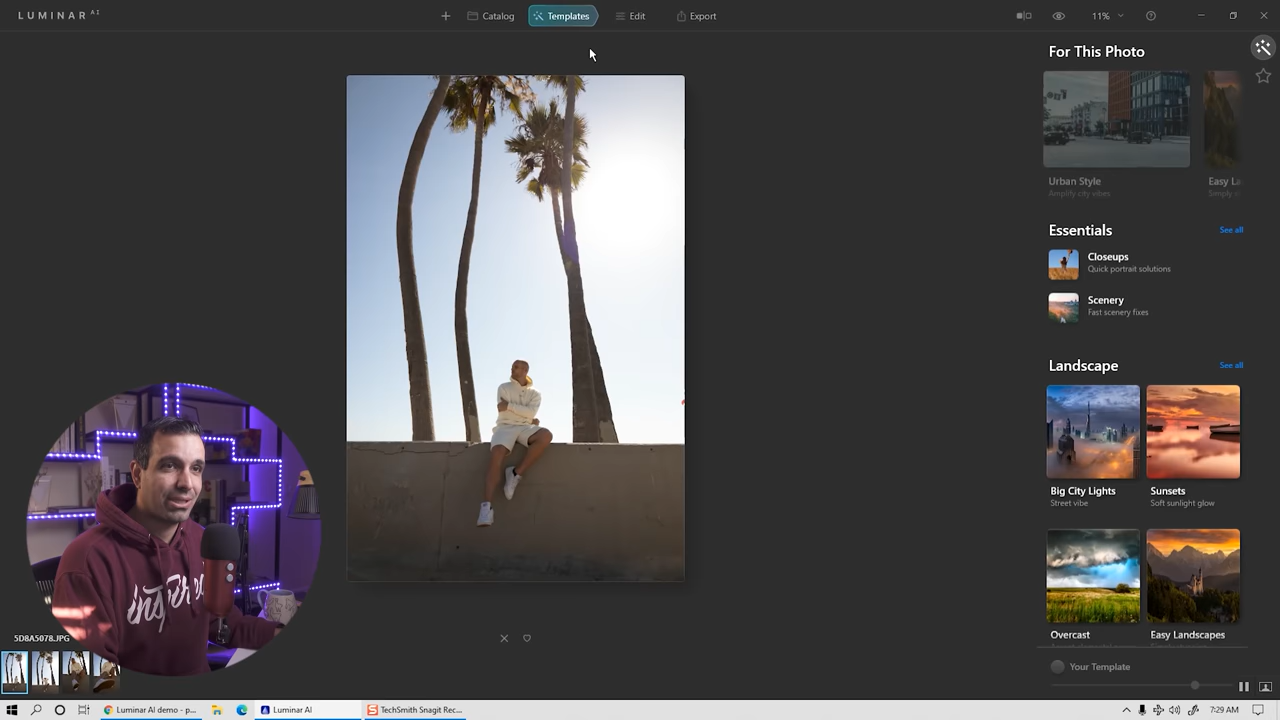 LUMINAR AI
Catalog
Templates
Edit
Export
11%
For This Photo
Urban Style
Amplify city vibes
Easy La
Simply
Essentials
See all
Closeups
Quick portrait solutions
Scenery
Fast scenery fixes
Landscape
See all
Big City Lights
Street vibe
Sunsets
Soft sunlight glow
Overcast
Easy Landscapes
Your Template
5D8A5078.JPG
Luminar AI demo - p...
Luminar AI
TechSmith Snagit Rec...
7:29 AM